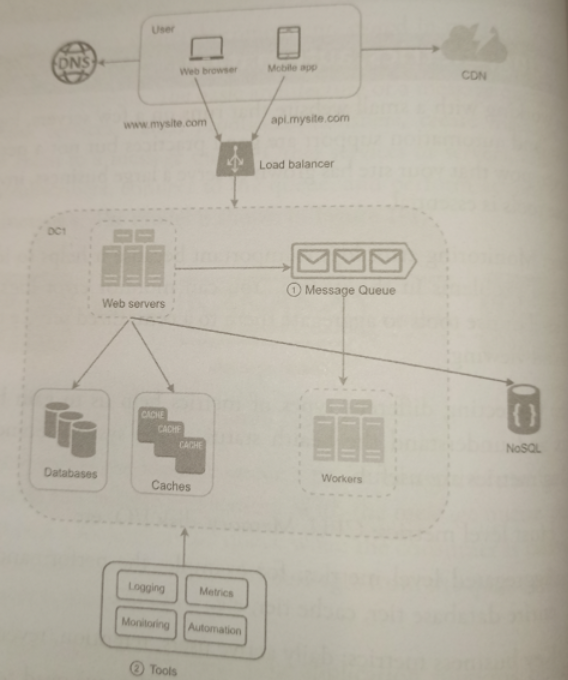 User
DNS
Web browser
Mobile app
CDN
www.mysite.com
api.mysite.com
Load balancer
DC1
Web servers
① Message Queue
Databases
CACHE
CACHE
CACHE
Caches
Workers
{ }
NoSQL
Logging
Metrics
Monitoring
Automation
② Tools